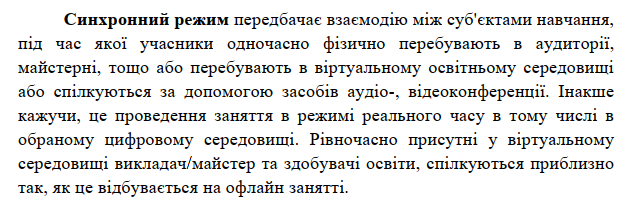 Синхронний режим передбачає взаємодію між суб'єктами навчання,
під час якої учасники одночасно фізично перебувають в аудиторії,
майстерні, тощо або перебувають в віртуальному освітньому середовищі
або спілкуються за допомогою засобів аудіо-, відеоконференції. Інакше
кажучи, це проведення заняття в режимі реального часу в тому числі в
обраному цифровому середовищі. Рівночасно присутні у віртуальному
середовищі викладач/майстер та здобувачі освіти, спілкуються приблизно
так, як це відбувається на офлайн занятті.